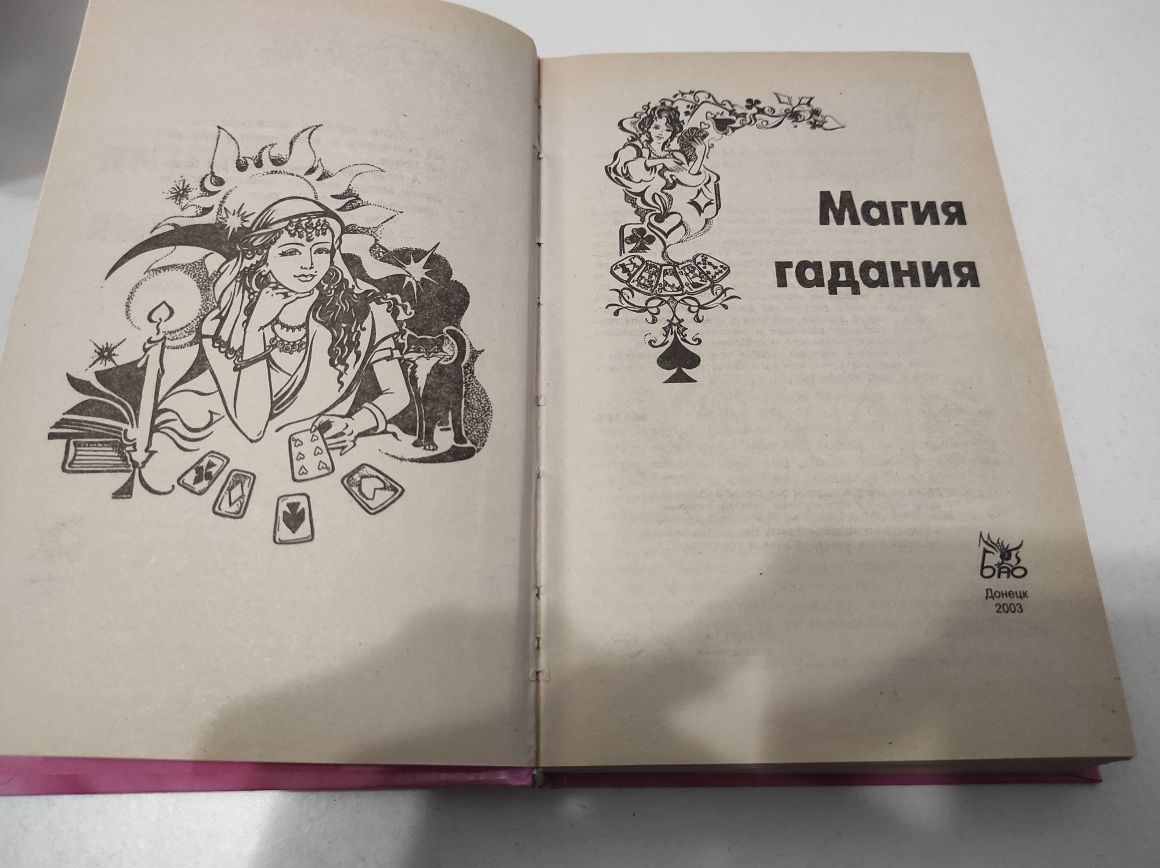 Магия
гадания
БАО
Донецк
2003